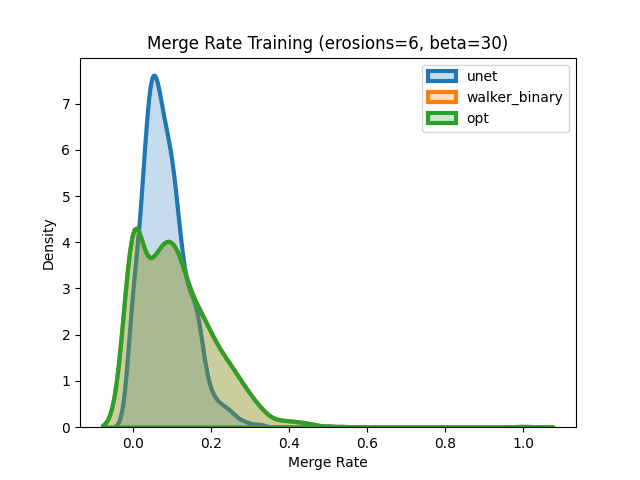 Merge Rate Training (erosions=6, beta=30)
unet
walker_binary
opt
Density
7
6
5
4
3
2
1
0
0.0 0.2 0.4 0.6 0.8 1.0
Merge Rate